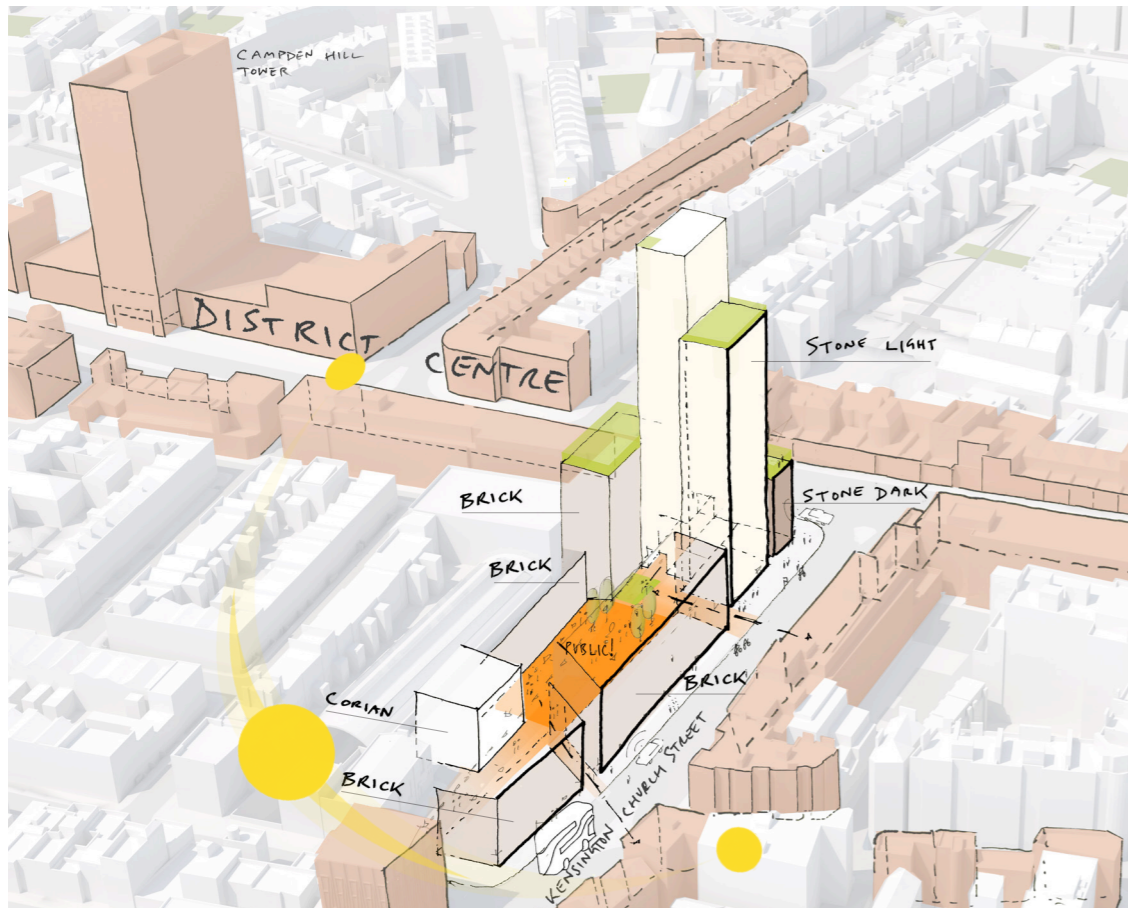 CAMPDEN HILL
TOWER
DISTRICT
CENTRE
STONE LIGHT
BRICK
STONE DARK
BRICK
PUBLIC!
BRICK
CORIAN
BRICK
KENSINGTON CHURCH STREET